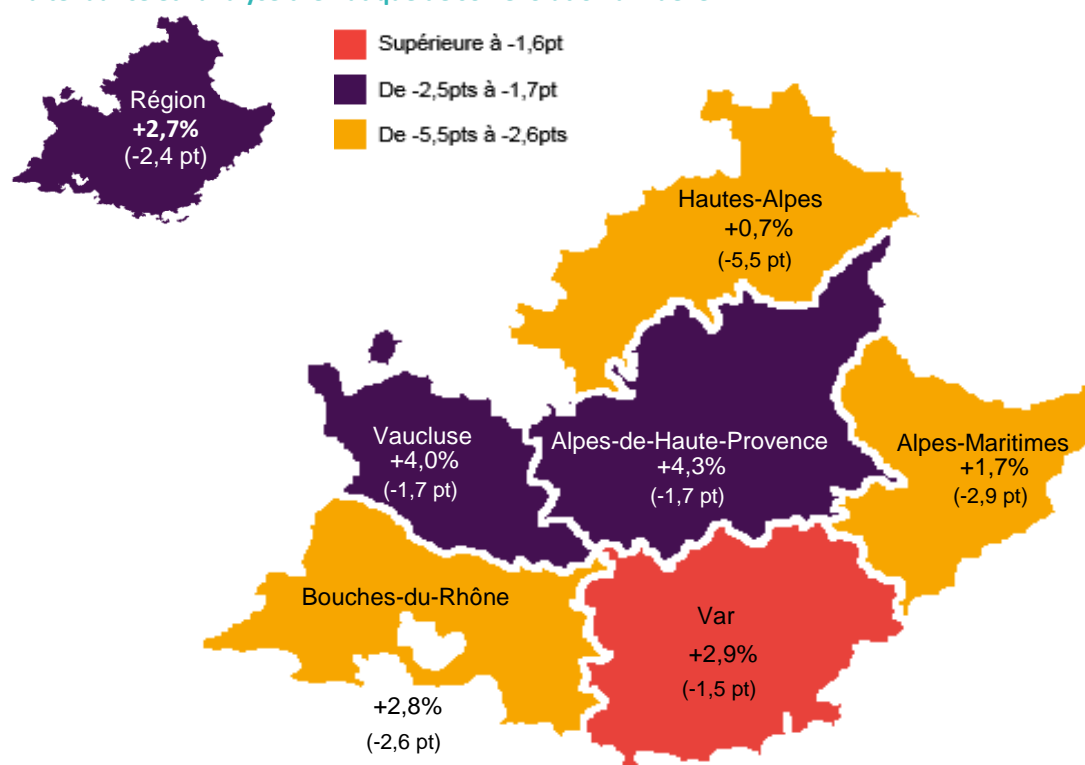 Supérieure à -1,6pt
De -2,5pts à -1,7pt
De -5,5pts à -2,6pts
Région
+2,7%
(-2,4 pt)
Hautes-Alpes
+0,7%
(-5,5 pt)
Vaucluse
+4,0%
(-1,7 pt)
Alpes-de-Haute-Provence
+4,3%
(-1,7 pt)
Alpes-Maritimes
+1,7%
(-2,9 pt)
Bouches-du-Rhône
+2,8%
(-2,6 pt)
Var
+2,9%
(-1,5 pt)